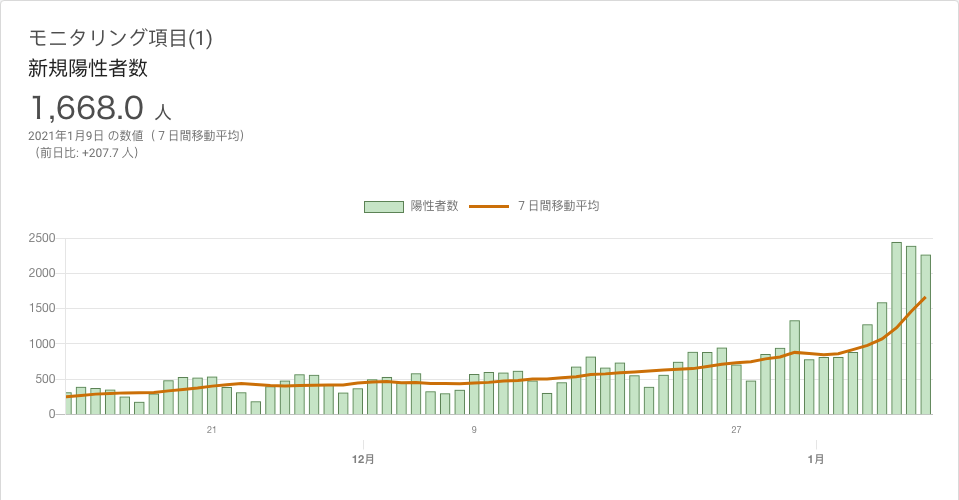 モニタリング項目(1)
新規陽性者数
1,668.0 人
2021年1月9日 の数値（７日間移動平均）
（前日比: +207.7 人）
陽性者数 ７日間移動平均
2500
2000
1500
1000
500
0
21 9 27
12月 1月